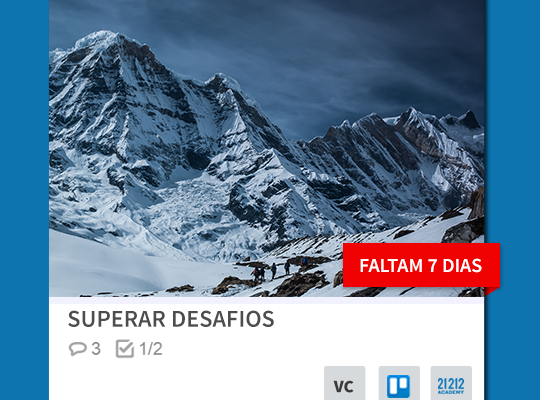 FALTAM 7 DIAS
SUPERAR DESAFIOS
3 1/2
VC
21212
ACADEMY